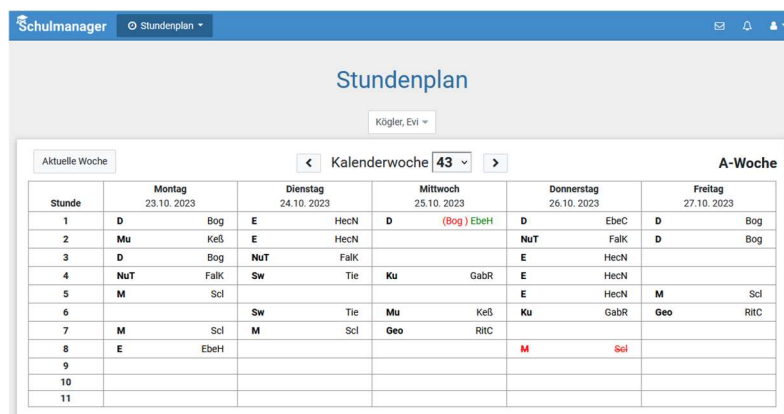 Schulmanager Stundenplan
Stundenplan
Kögler, Evi
Aktuelle Woche Kalenderwoche 43 A-Woche
Stunde Montag 23.10. 2023 Dienstag 24.10. 2023 Mittwoch 25.10. 2023 Donnerstag 26.10. 2023 Freitag 27.10. 2023
1 D Bog E HecN D (Bog ) EbeH D EbeC D Bog
2 Mu Keß E HecN NuT FalK D Bog
3 D Bog NuT FalK E HecN
4 NuT FalK Sw Tie Ku GabR E HecN
5 M Scl E HecN M Scl
6 Sw Tie Mu Keß Ku GabR Geo RitC
7 M Scl M Scl Geo RitC
8 E EbeH M Scl
9
10
11